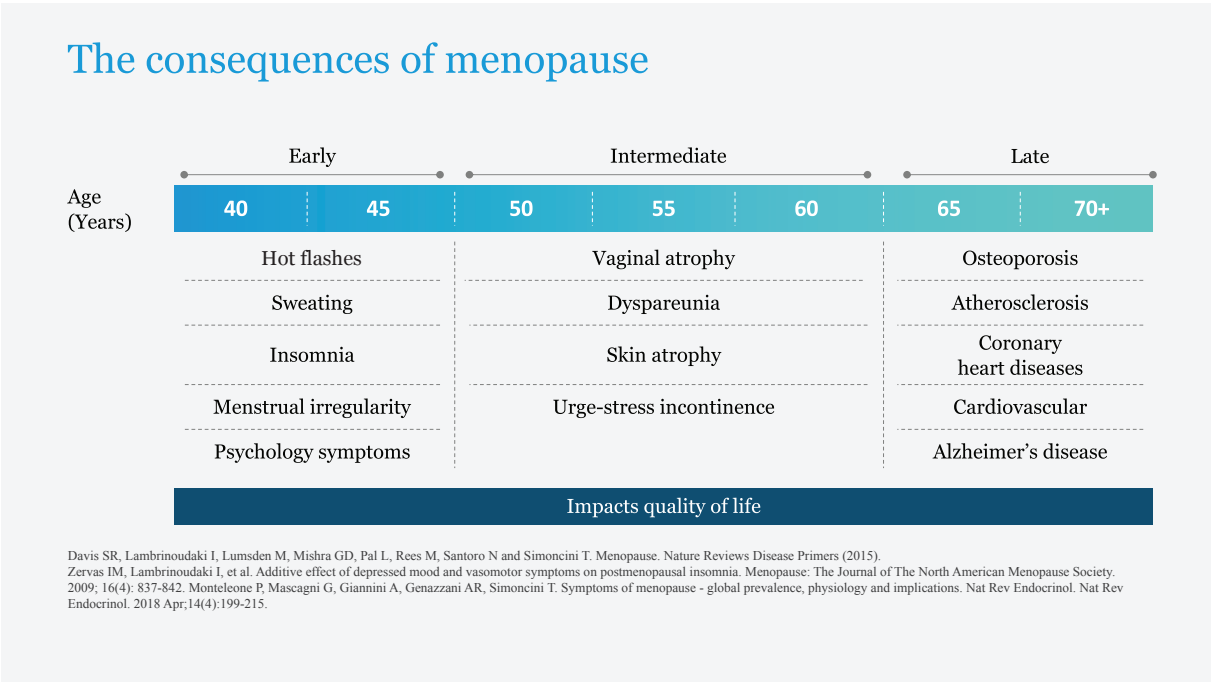 The consequences of menopause
Early Intermediate Late
Age
(Years)
40 45 50 55 60 65 70+
Hot flashes Vaginal atrophy Osteoporosis
Sweating Dyspareunia Atherosclerosis
Insomnia Skin atrophy Coronary
heart diseases
Menstrual irregularity Urge-stress incontinence Cardiovascular
Psychology symptoms Alzheimer’s disease
Impacts quality of life
Davis SR, Lambrinoudaki I, Lumsden M, Mishra GD, Pal L, Rees M, Santoro N and Simoncini T. Menopause. Nature Reviews Disease Primers (2015).
Zervas IM, Lambrinoudaki I, et al. Additive effect of depressed mood and vasomotor symptoms on postmenopausal insomnia. Menopause: The Journal of The North American Menopause Society.
2009; 16(4): 837-842. Monteleone P, Mascagni G, Giannini A, Genazzani AR, Simoncini T. Symptoms of menopause - global prevalence, physiology and implications. Nat Rev Endocrinol. Nat Rev
Endocrinol. 2018 Apr;14(4):199-215.